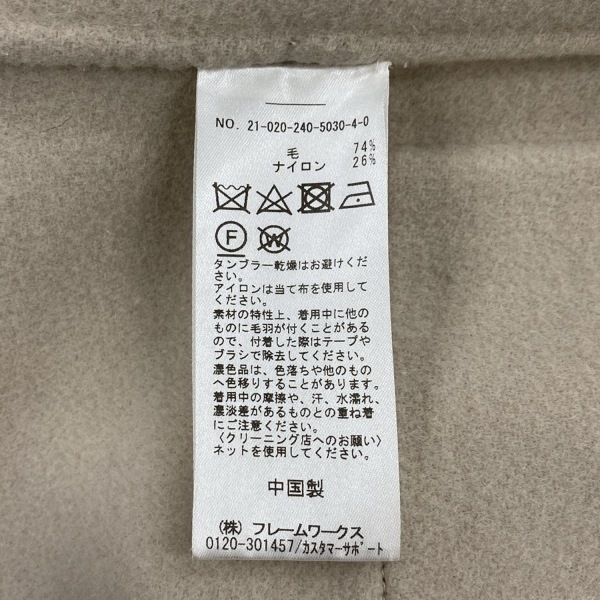 NO. 21-020-240-5030-4-0
毛 74%
ナイロン 26%
F W
タンブラー乾燥はお避けくだ
さい。
アイロンは当て布を使用して
ください。
素材の特性上、着用中に他の
ものに毛羽が付くことがある
ので、付着した際はテープや
ブラシで除去してください。
濃色品は、色落ちや他のもの
へ色移りすることがあります。
着用中の摩擦や、汗、水濡れ、
濃淡差があるものとの重ね着
にご注意ください。
〈クリーニング店へのお願い〉
ネットを使用してください。
中国製
(株) フレームワークス
0120-301457/カスタマーサポート